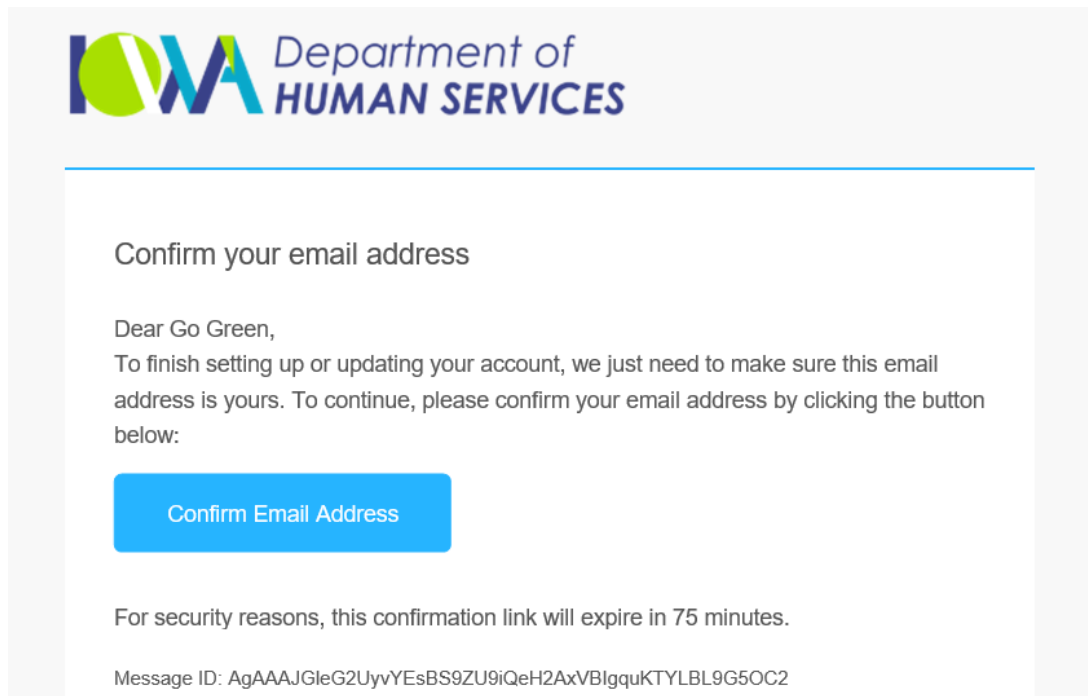 IOWA Department of
HUMAN SERVICES
Confirm your email address
Dear Go Green,
To finish setting up or updating your account, we just need to make sure this email
address is yours. To continue, please confirm your email address by clicking the button
below:
Confirm Email Address
For security reasons, this confirmation link will expire in 75 minutes.
Message ID: AgAAAJGleG2UyvYEsBS9ZU9iQeH2AxVBIgquKTYLBL9G5OC2